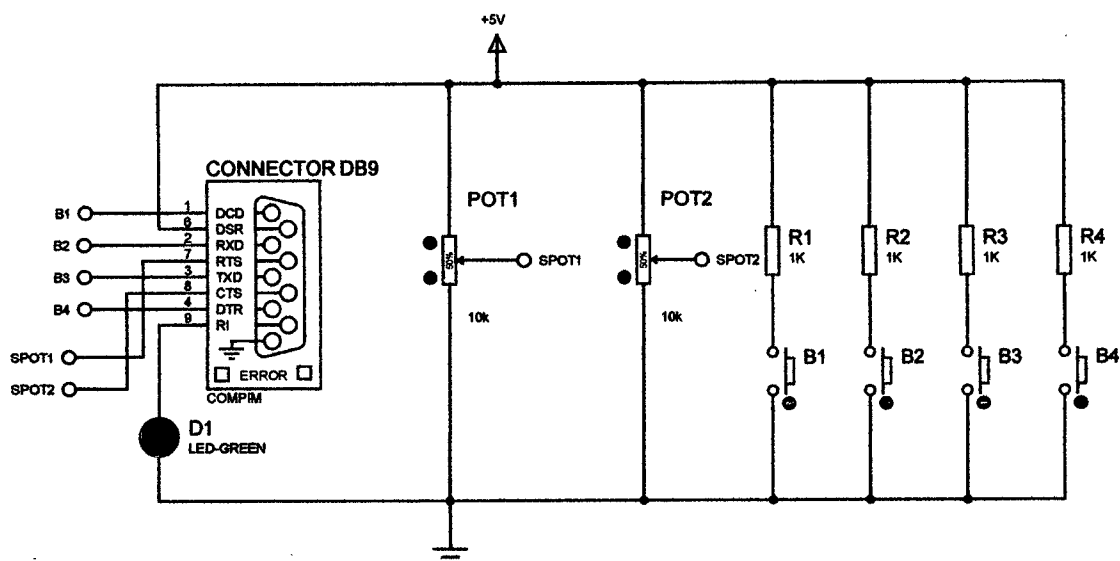 +5V
CONNECTOR DB9
B1
1
DCD
6
DSR
B2
2
RXD
7
RTS
B3
3
TXD
8
CTS
B4
4
DTR
9
RI
SPOT1
SPOT2
ERROR
COMPIM
D1
LED-GREEN
POT1
50%
SPOT1
10k
POT2
50%
SPOT2
10k
R1
1K
R2
1K
R3
1K
R4
1K
B1
B2
B3
B4